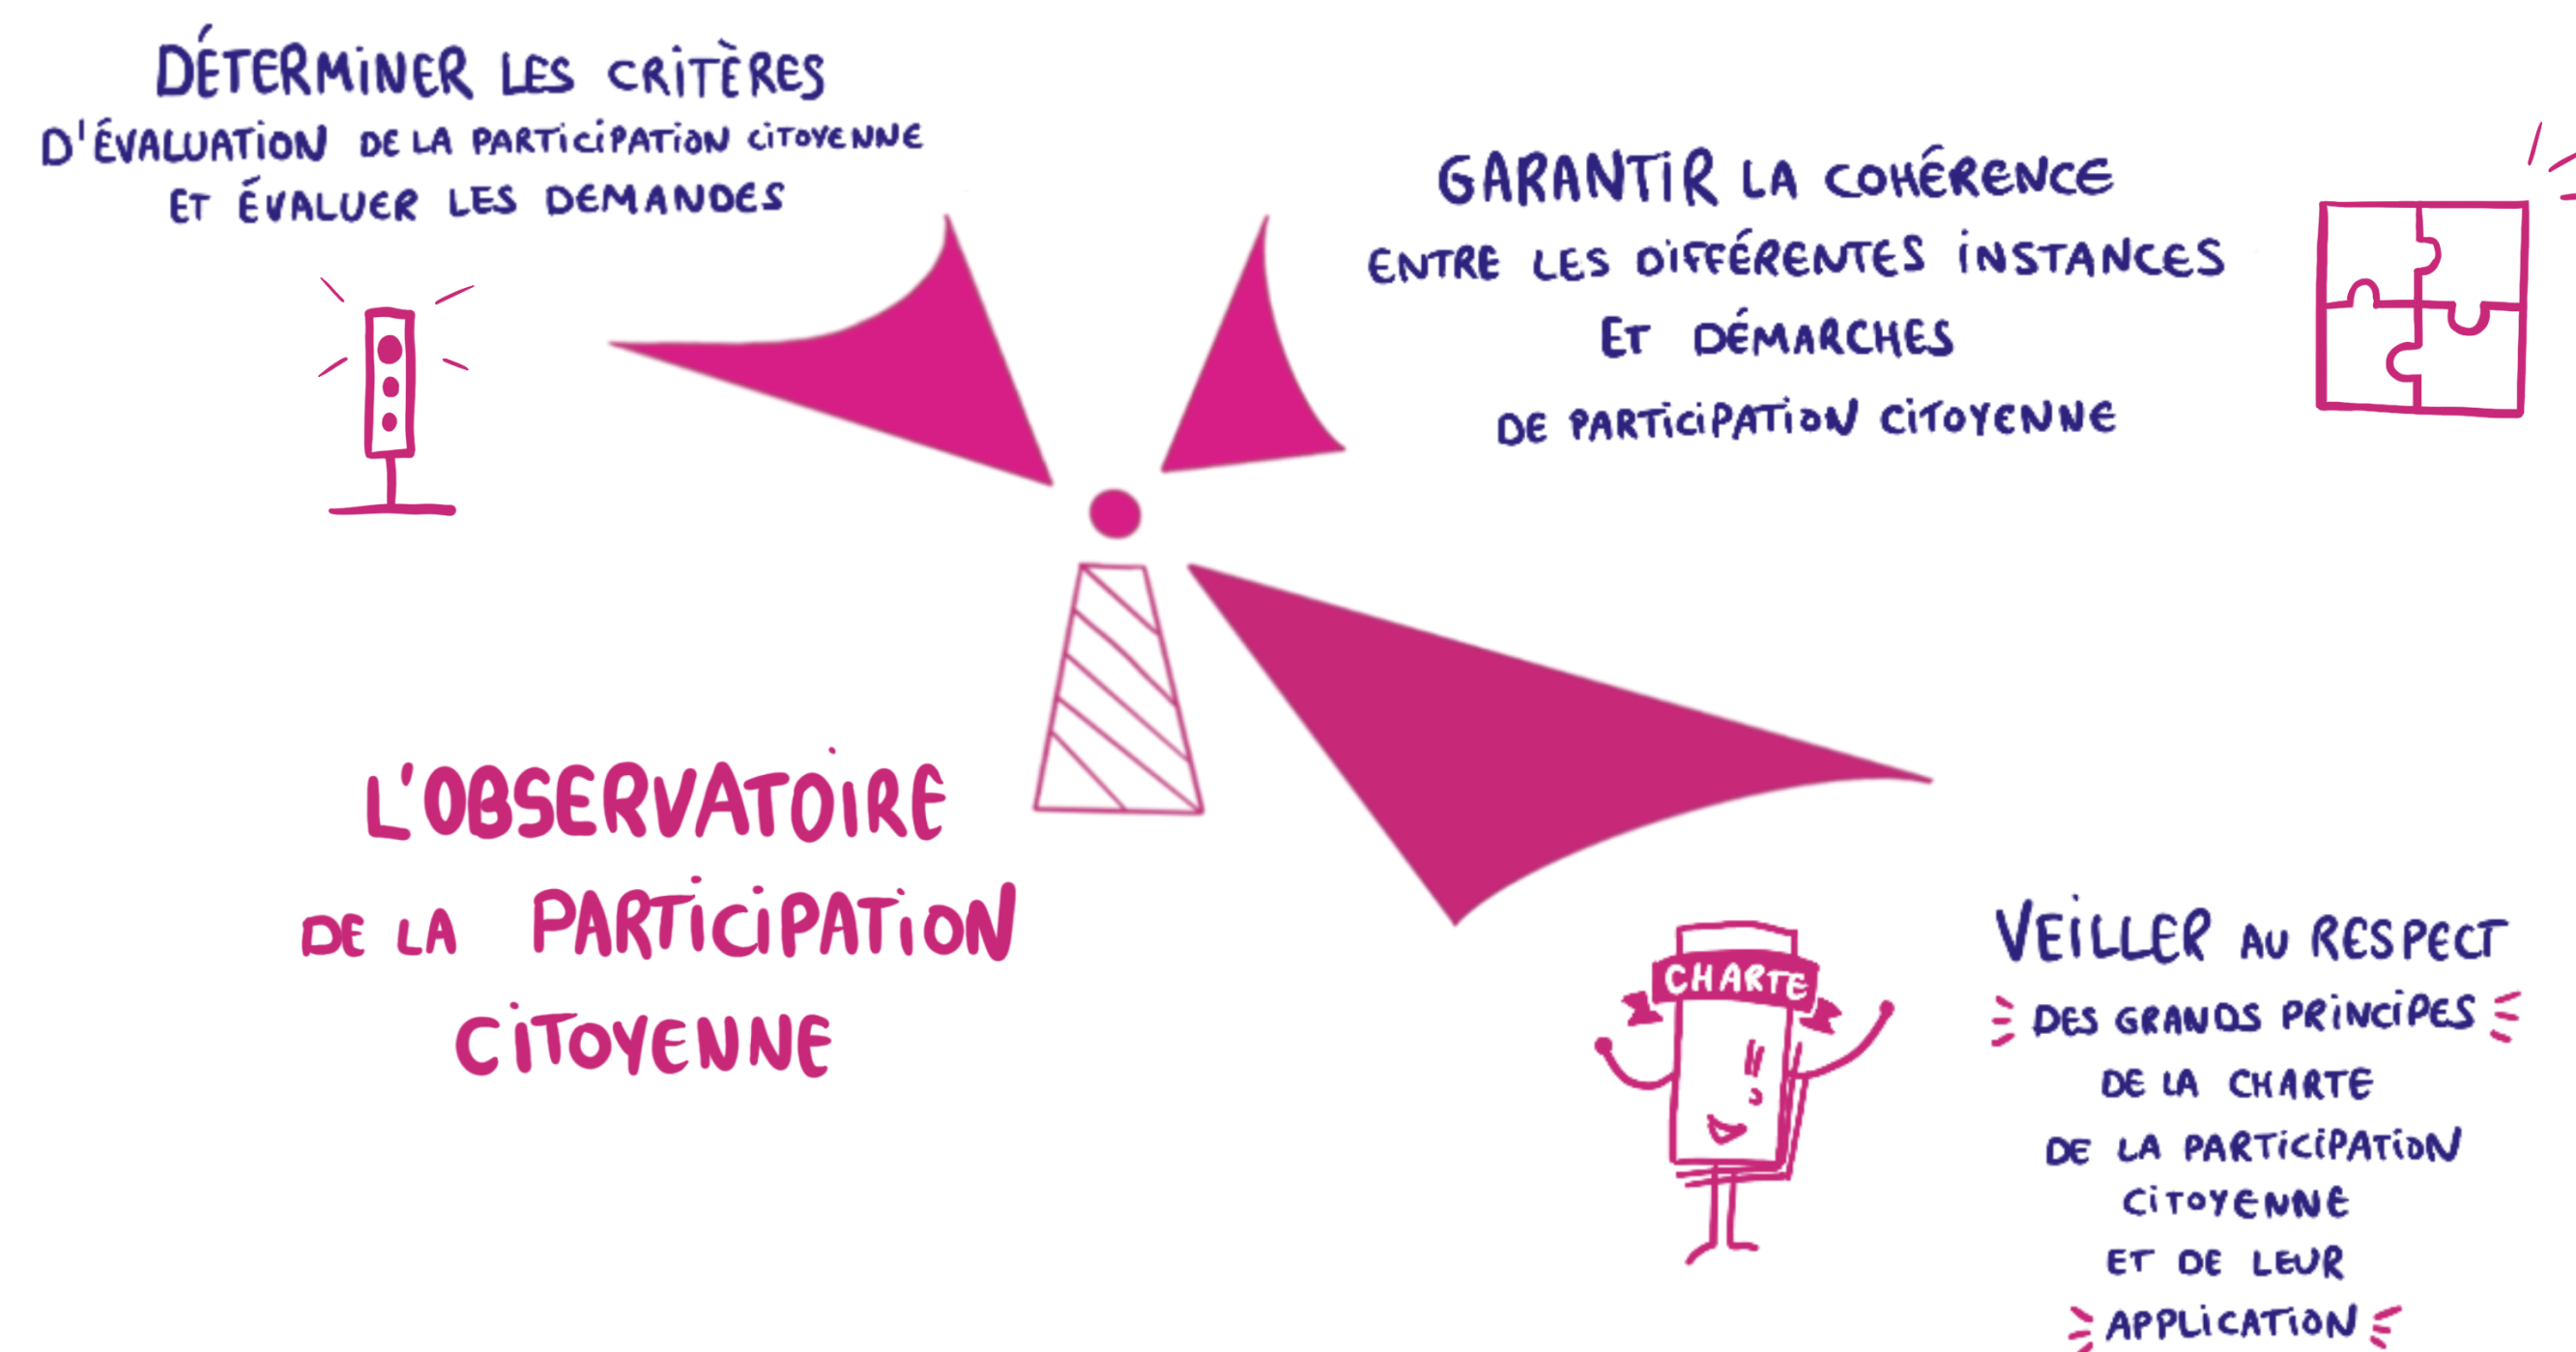 DÉTERMINER LES CRITÈRES
D'ÉVALUATION DE LA PARTICIPATION CITOYENNE
ET ÉVALUER LES DEMANDES
GARANTIR LA COHÉRENCE
ENTRE LES DIFFÉRENTES INSTANCES
ET DÉMARCHES
DE PARTICIPATION CITOYENNE
L'OBSERVATOIRE
DE LA PARTICIPATION
CITOYENNE
CHARTE
VEILLER AU RESPECT
DES GRANDS PRINCIPES
DE LA CHARTE
DE LA PARTICIPATION
CITOYENNE
ET DE LEUR
APPLICATION